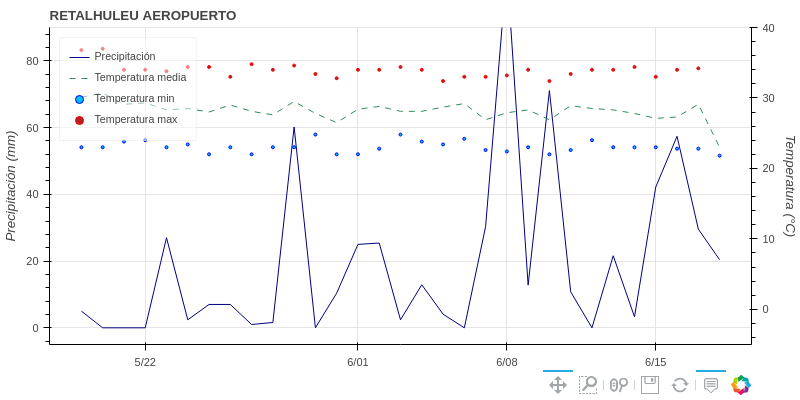 RETALHULEU AEROPUERTO
Precipitación
Temperatura media
Temperatura min
Temperatura max
Precipitación (mm)
Temperatura (°C)
80
60
40
20
0
40
30
20
10
0
5/22
6/01
6/08
6/15